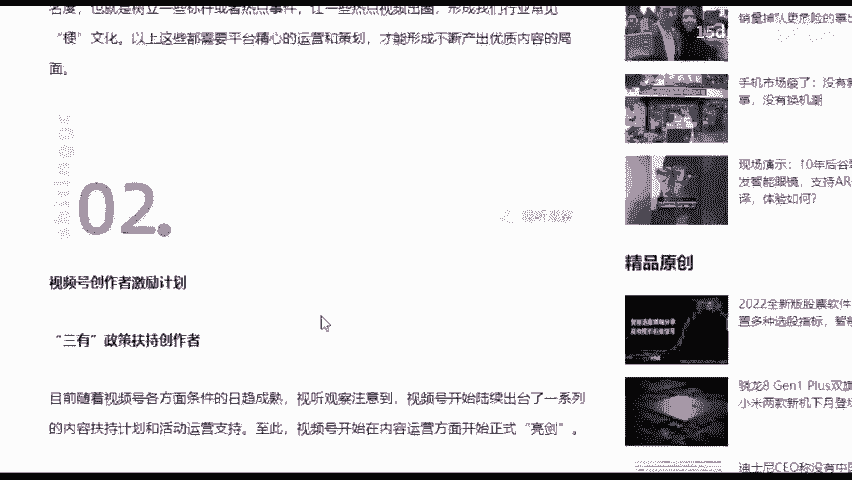 名度，也就是树立一些标杆或者热点事件，让一些热点视频出圈，形成我们行业常见
“梗”文化。以上这些都需要平台精心的运营和策划，才能形成不断产出优质内容的局
面。
02.
视听观察
视频号创作者激励计划
“三有”政策扶持创作者
目前随着视频号各方面条件的日趋成熟，视听观察注意到，视频号开始陆续出台了一系列
的内容扶持计划和活动运营支持。至此，视频号开始在内容运营方面开始正式“亮剑”。
15d
销量掉队更危险的事
手机市场疲了：没有
事，没有换机潮
现场演示：10年后谷
发智能眼镜，支持AR
译，体验如何？
精品原创
2022全新版股票软件
置多种选股指标，智
骁龙8 Gen1 Plus双旗
小米两款新机下月登
迪士尼CEO称没有中